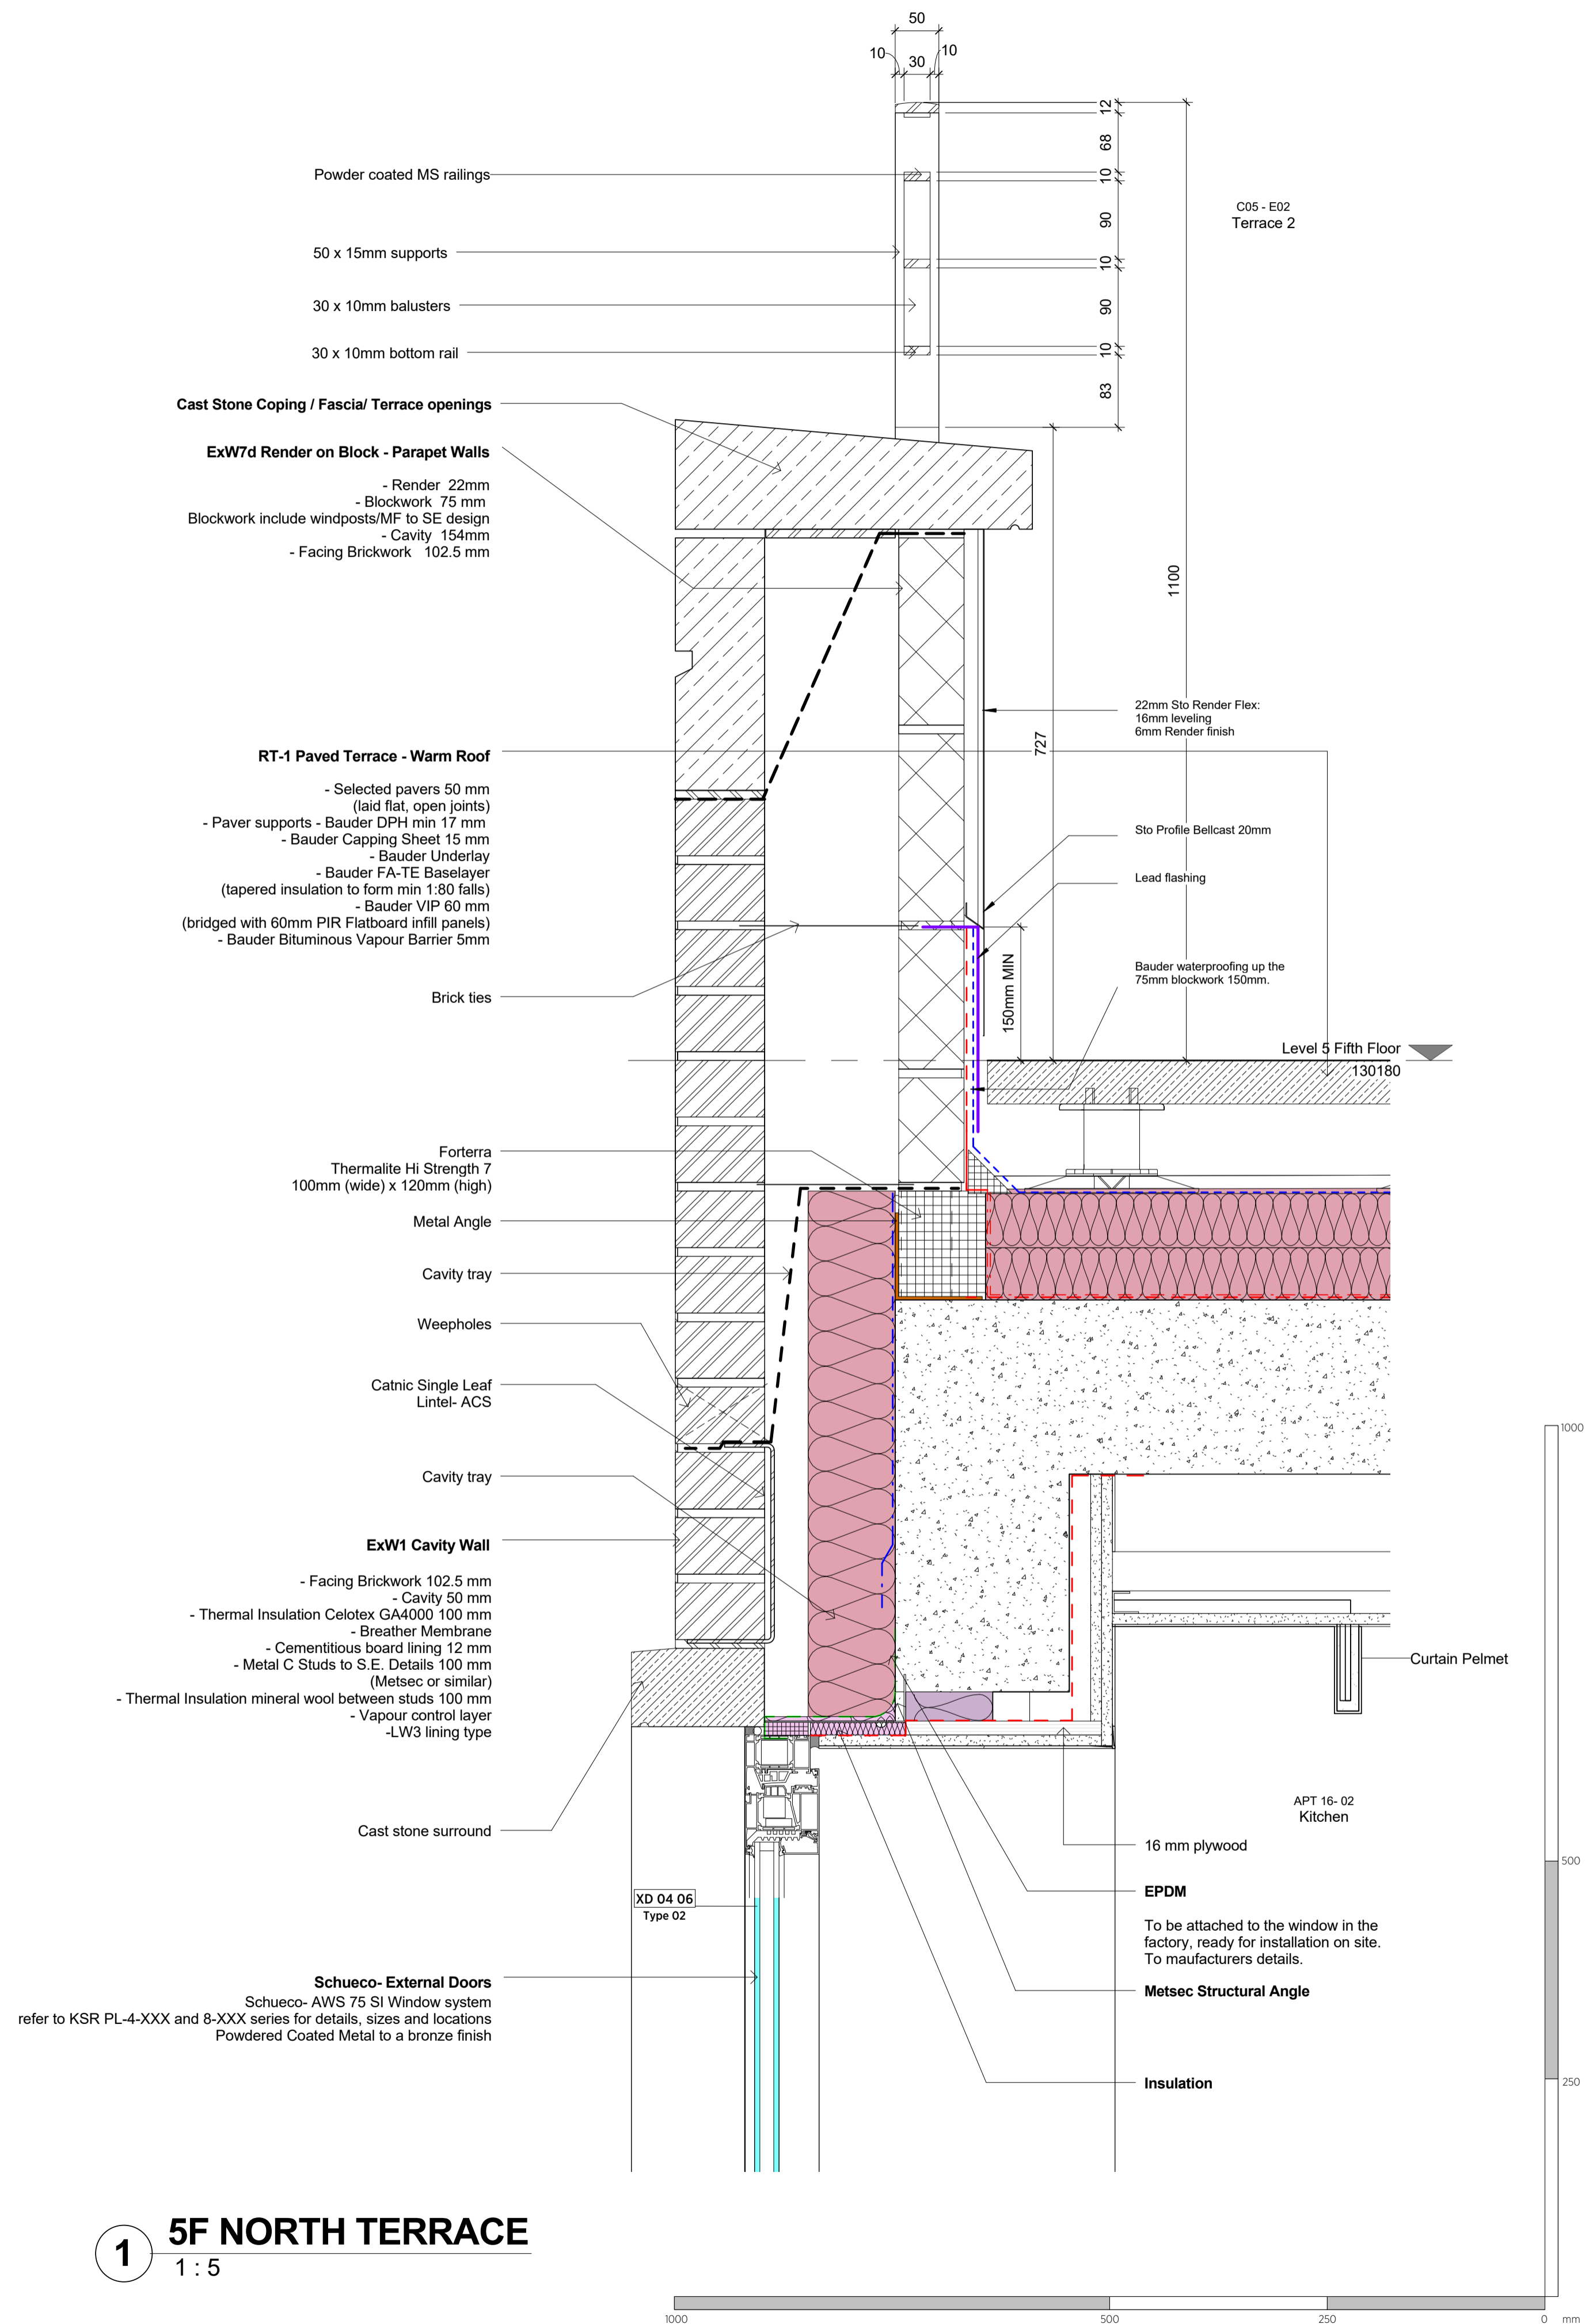 50
10
30
10
12
68
10
90
10
90
10
83
1100
727
150mm MIN
C05 - E02
Terrace 2
Powder coated MS railings
50 x 15mm supports
30 x 10mm balusters
30 x 10mm bottom rail
Cast Stone Coping / Fascia/ Terrace openings
ExW7d Render on Block - Parapet Walls
- Render  22mm
- Blockwork  75 mm
Blockwork include windposts/MF to SE design
- Cavity  154mm
- Facing Brickwork   102.5 mm
RT-1 Paved Terrace - Warm Roof
- Selected pavers 50 mm
(laid flat, open joints)
- Paver supports - Bauder DPH min 17 mm
- Bauder Capping Sheet 15 mm
- Bauder Underlay
- Bauder FA-TE Baselayer
(tapered insulation to form min 1:80 falls)
- Bauder VIP 60 mm
(bridged with 60mm PIR Flatboard infill panels)
- Bauder Bituminous Vapour Barrier 5mm
Brick ties
22mm Sto Render Flex:
16mm leveling
6mm Render finish
Sto Profile Bellcast 20mm
Lead flashing
Bauder waterproofing up the
75mm blockwork 150mm.
Level 5 Fifth Floor
130180
Forterra
Thermalite Hi Strength 7
100mm (wide) x 120mm (high)
Metal Angle
Cavity tray
Weepholes
Catnic Single Leaf
Lintel- ACS
Cavity tray
ExW1 Cavity Wall
- Facing Brickwork 102.5 mm
- Cavity 50 mm
- Thermal Insulation Celotex GA4000 100 mm
- Breather Membrane
- Cementitious board lining 12 mm
- Metal C Studs to S.E. Details 100 mm
(Metsec or similar)
- Thermal Insulation mineral wool between studs 100 mm
- Vapour control layer
-LW3 lining type
Cast stone surround
Curtain Pelmet
APT 16- 02
Kitchen
16 mm plywood
EPDM
To be attached to the window in the
factory, ready for installation on site.
To maufacturers details.
Metsec Structural Angle
Insulation
XD 04 06
Type 02
Schueco- External Doors
Schueco- AWS 75 SI Window system
refer to KSR PL-4-XXX and 8-XXX series for details, sizes and locations
Powdered Coated Metal to a bronze finish
1
5F NORTH TERRACE
1 : 5
1000
500
250
1000
500
250
0
mm